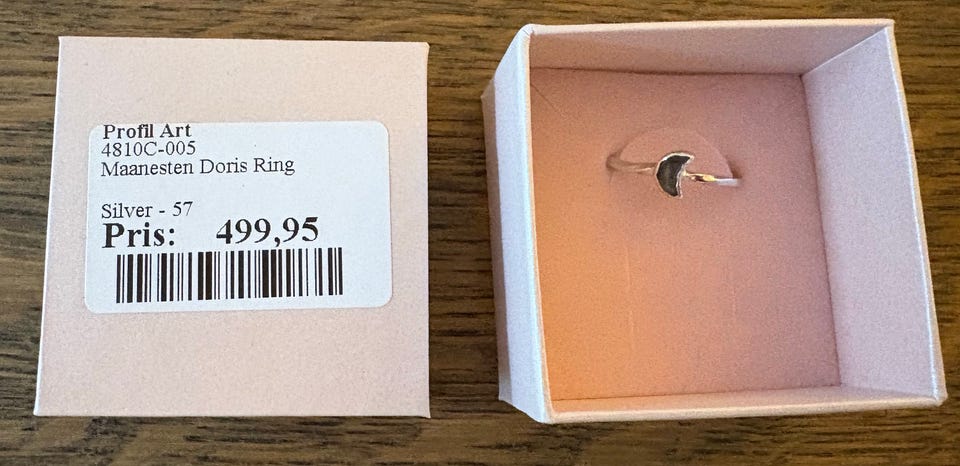 Profil Art
4810C-005
Maanesten Doris Ring
Silver - 57
Pris: 499,95